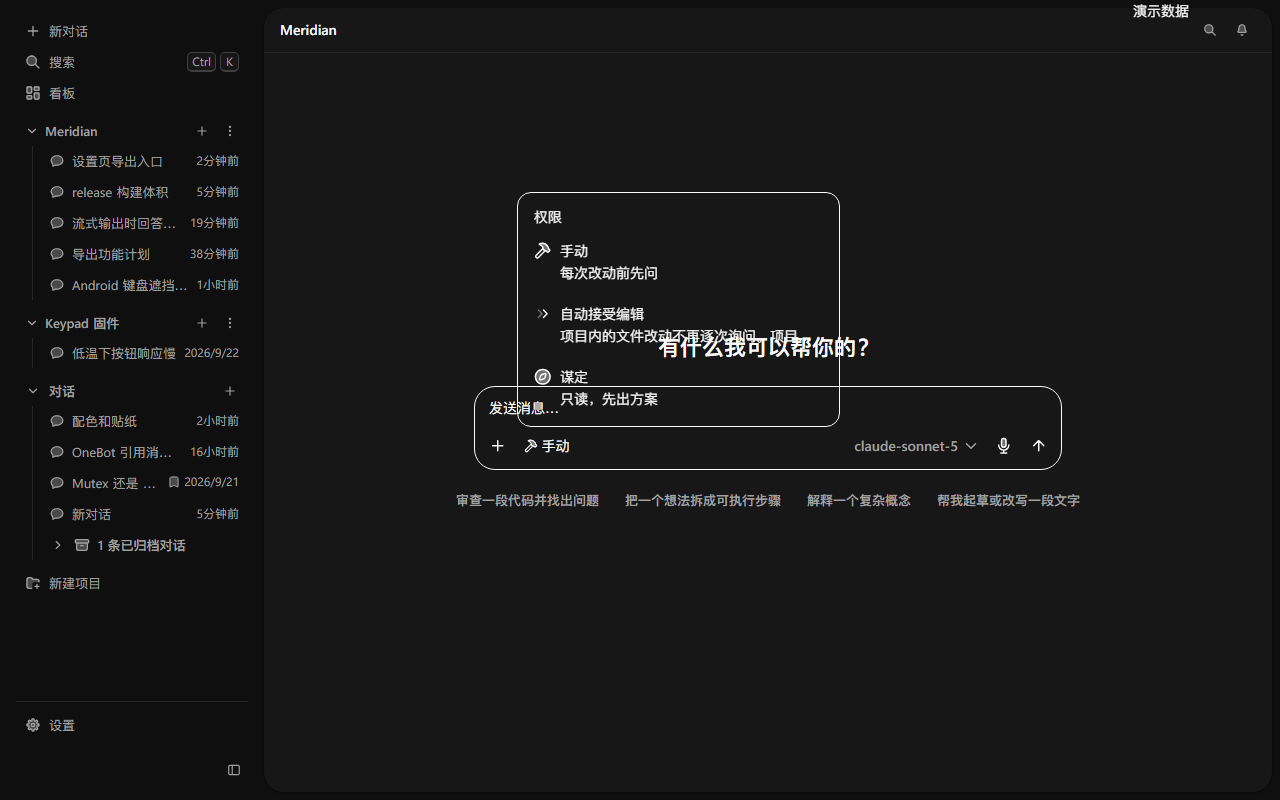 新对话
搜索 Ctrl K
看板
Meridian
设置页导出入口 2分钟前
release 构建体积 5分钟前
流式输出时回答… 19分钟前
导出功能计划 38分钟前
Android 键盘遮挡… 1小时前
Keypad 固件
低温下按钮响应慢 2026/9/22
对话
配色和贴纸 2小时前
OneBot 引用消… 16小时前
Mutex 还是 … 2026/9/21
新对话 5分钟前
1 条已归档对话
新建项目
设置
Meridian
演示数据
权限
手动
每次改动前先问
自动接受编辑
项目内的文件改动不再逐次询问，项目
有什么我可以帮你的？
谋定
只读，先出方案
发送消息…
手动
claude-sonnet-5
审查一段代码并找出问题 把一个想法拆成可执行步骤 解释一个复杂概念 帮我起草或改写一段文字